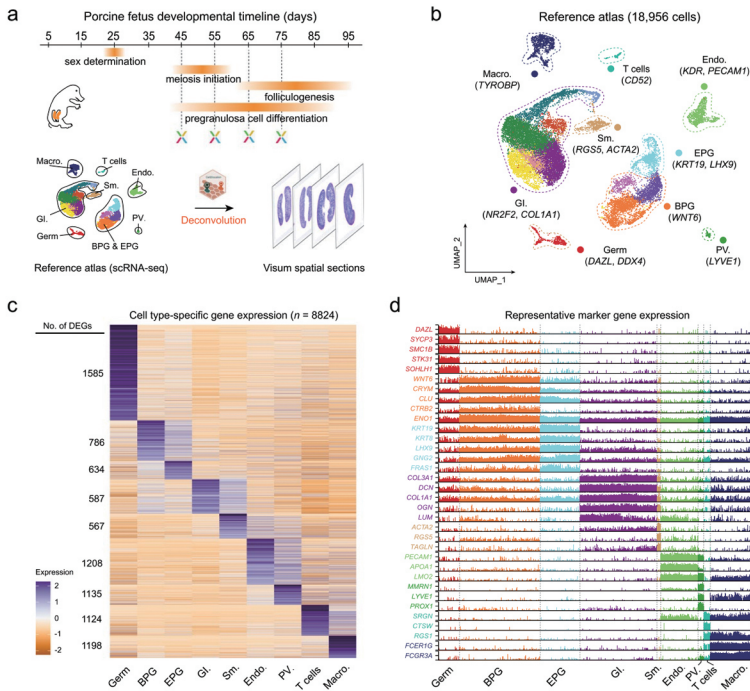 a
Porcine fetus developmental timeline (days)
5 15 25 35 45 55 65 75 85 95
sex determination
meiosis initiation
folliculogenesis
pregranulosa cell differentiation
Macro.
T cells
Endo.
Sm.
Gl.
Germ
BPG & EPG
PV.
Deconvolution
Reference atlas (scRNA-seq)
Visum spatial sections
b
Reference atlas (18,956 cells)
Macro.
(TYROBP)
T cells
(CD52)
Endo.
(KDR, PECAM1)
Sm.
(RGS5, ACTA2)
EPG
(KRT19, LHX9)
Gl.
(NR2F2, COL1A1)
BPG
(WNT6)
Germ
(DAZL, DDX4)
PV.
(LYVE1)
UMAP_2
UMAP_1
c
Cell type-specific gene expression (n = 8824)
No. of DEGs
1585
786
634
587
567
1208
1135
1124
1198
Expression
2
1
0
-1
-2
Germ
BPG
EPG
Gl.
Sm.
Endo.
PV.
T cells
Macro.
d
Representative marker gene expression
DAZL
SYCP3
SMC1B
STK31
SOHLH1
WNT6
CRYM
CLU
CTRB2
ENO1
KRT19
KRT8
LHX9
GNG2
FRAS1
COL3A1
DCN
COL1A1
OGN
LUM
ACTA2
RGS5
TAGLN
PECAM1
APOA1
LMO2
MMRN1
LYVE1
PROX1
SRGN
CTSW
RGS1
FCER1G
FCGR3A
Germ
BPG
EPG
Gl.
Sm.
Endo.
PV.
T cells
Macro.